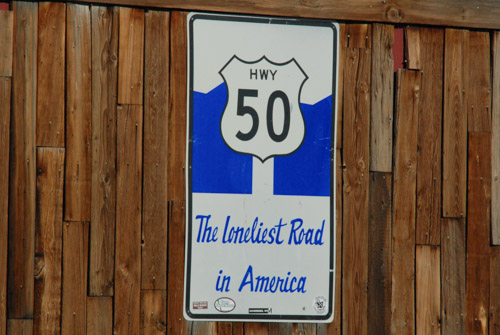 HWY
50
The Loneliest Road
in America